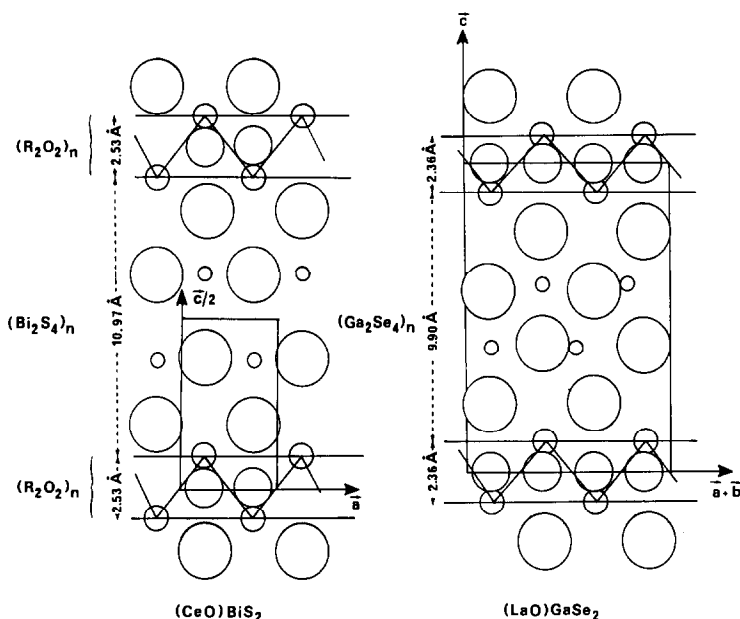 c⃗
(R₂O₂)ₙ
2.53 Å
2.36 Å
c⃗/2
(Bi₂S₄)ₙ
10.97 Å
(Ga₂Se₄)ₙ
9.90 Å
(R₂O₂)ₙ
2.53 Å
a⃗
2.36 Å
a⃗ + b⃗
(CeO) BiS₂
(LaO) GaSe₂